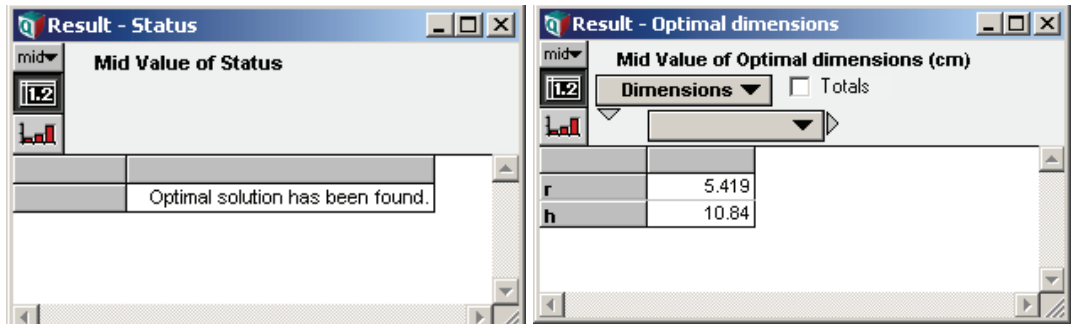 Result - Status
mid
Mid Value of Status
1.2
Optimal solution has been found.
Result - Optimal dimensions
mid
Mid Value of Optimal dimensions (cm)
1.2
Dimensions
Totals
r 5.419
h 10.84